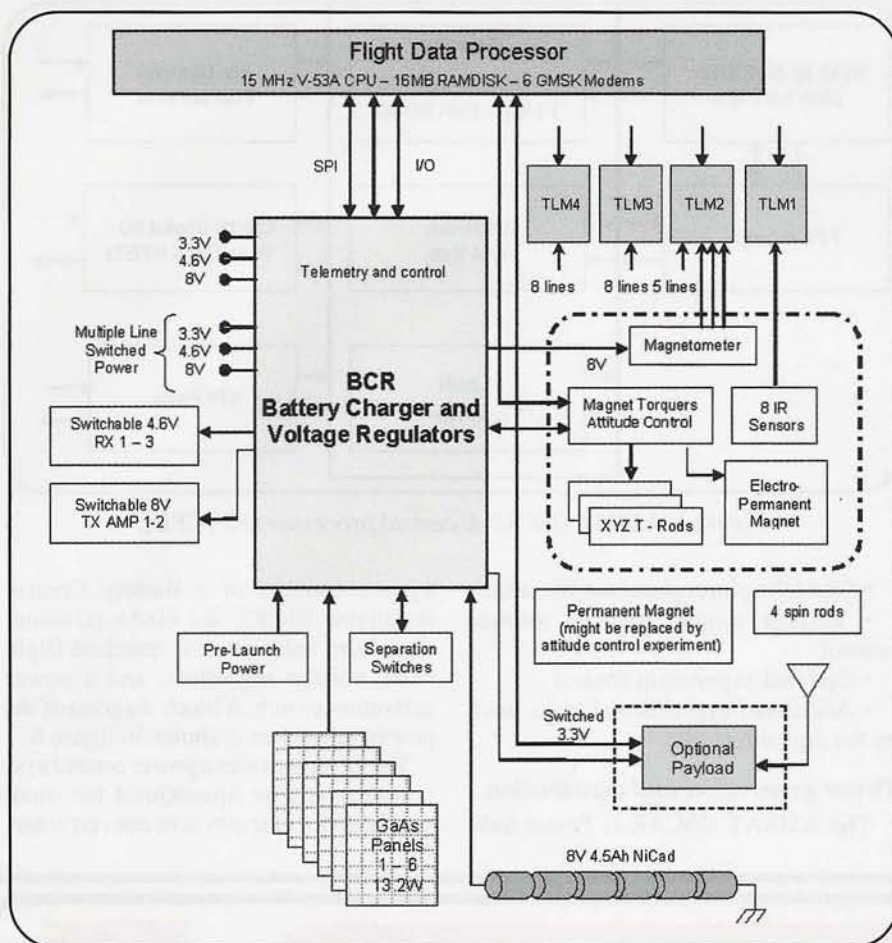 Flight Data Processor
15 MHz V-53A CPU – 16MB RAMDISK – 6 GMSK Modems
SPI
I/O
TLM4
TLM3
TLM2
TLM1
8 lines
8 lines
5 lines
3.3V
4.6V
8V
Telemetry and control
Multiple Line
Switched
Power
3.3V
4.6V
8V
BCR
Battery Charger and
Voltage Regulators
Switchable 4.6V
RX 1 – 3
Switchable 8V
TX AMP 1-2
8V
Magnetometer
Magnet Torquers
Attitude Control
8 IR
Sensors
XYZ T - Rods
Electro-
Permanent
Magnet
Pre-Launch
Power
Separation
Switches
Permanent Magnet
(might be replaced by
attitude control experiment)
4 spin rods
Switched
3.3V
Optional
Payload
GaAs
Panels
1 - 6
13.2W
8V 4.5Ah NiCad